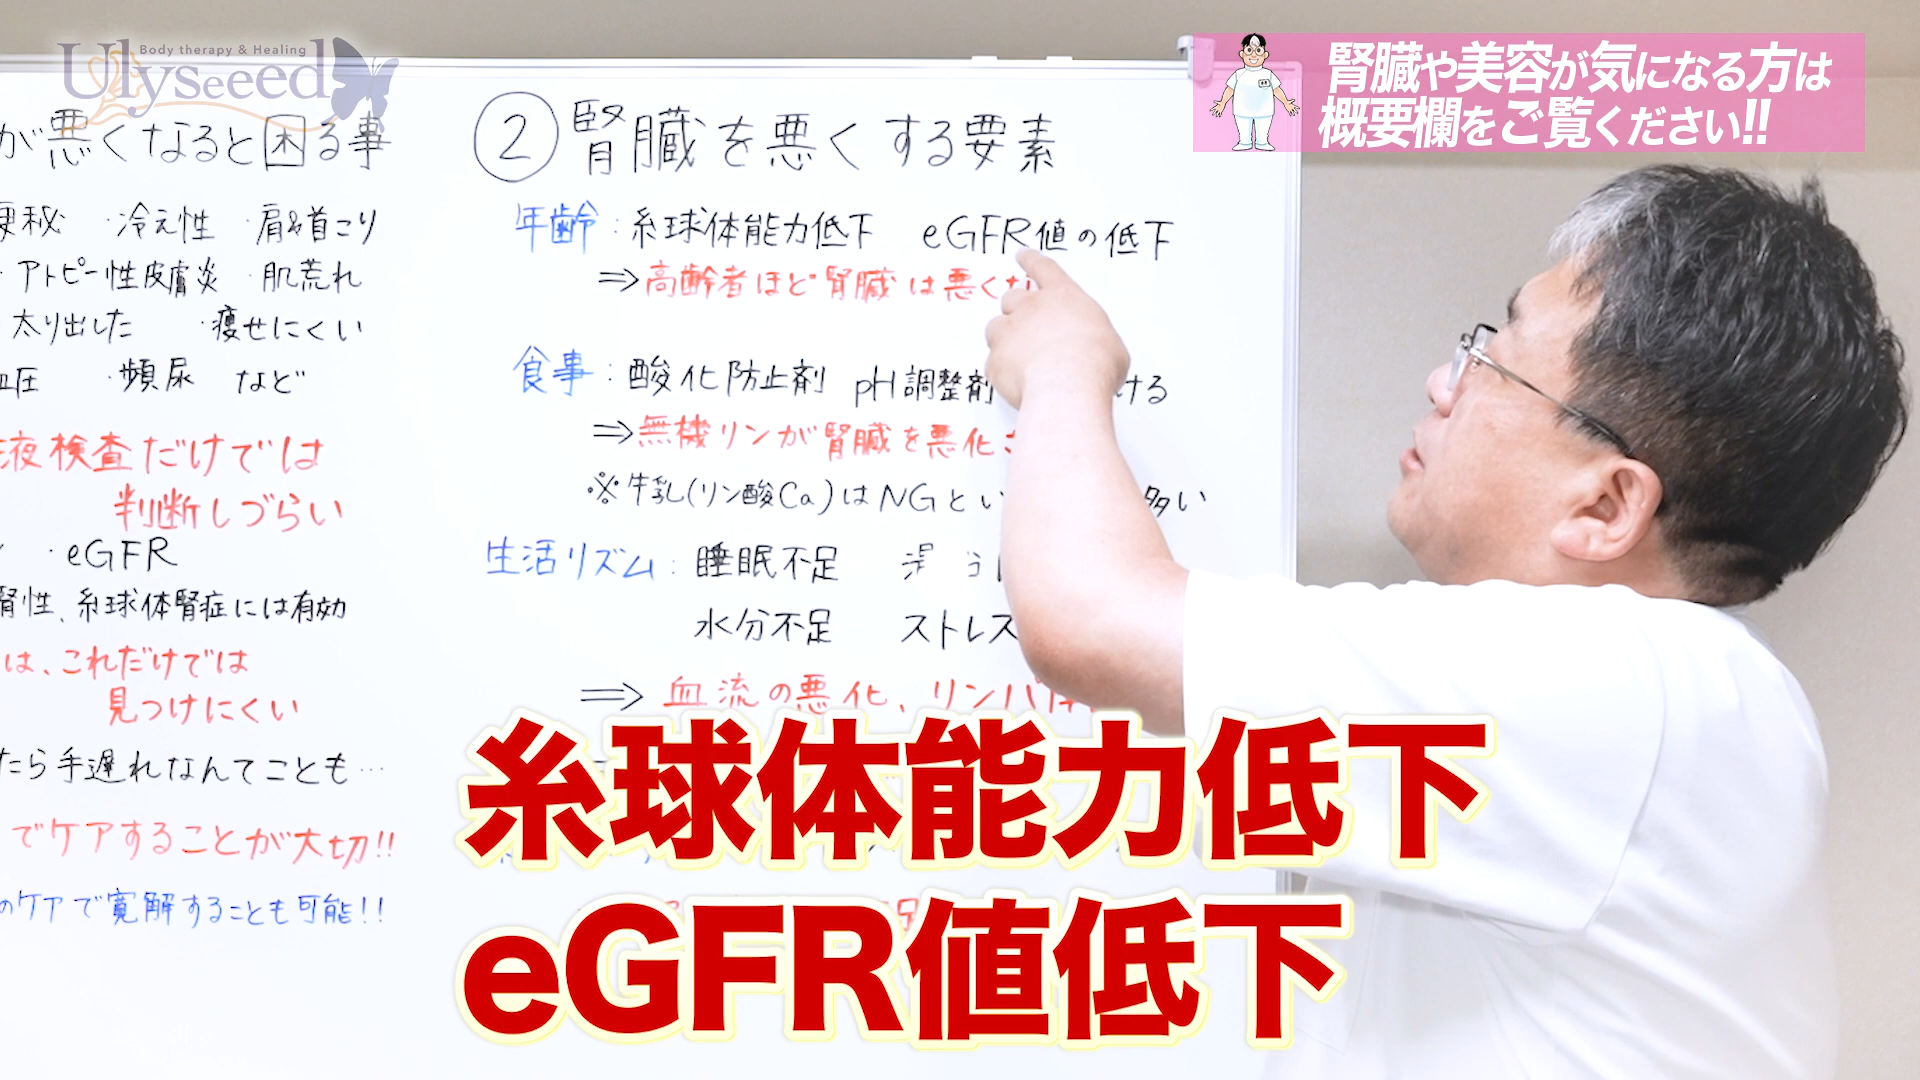 Body therapy & Healing
Ulyseeed
腎臓や美容が気になる方は
概要欄をご覧ください!!
が悪くなると困る事
便秘 ・冷え性 ・肩&首こり
・アトピー性皮膚炎 ・肌荒れ
太り出した ・痩せにくい
血圧 ・頻尿 など
液検査だけでは
判断しづらい
・eGFR
腎性、糸球体腎症には有効
は、これだけでは
見つけにくい
たら手遅れなんてことも…
でケアすることが大切!!
のケアで寛解することも可能!!
②腎臓を悪くする要素
年齢:糸球体能力低下 eGFR値の低下
⇒高齢者ほど腎臓は悪くな
食事:酸化防止剤 pH調整剤 ける
⇒無機リンが腎臓を悪化さ
※牛乳(リン酸Ca)はNGとい 多い
生活リズム:睡眠不足
水分不足 ストレス
⇒血流の悪化、リンパ
糸球体能力低下
eGFR値低下